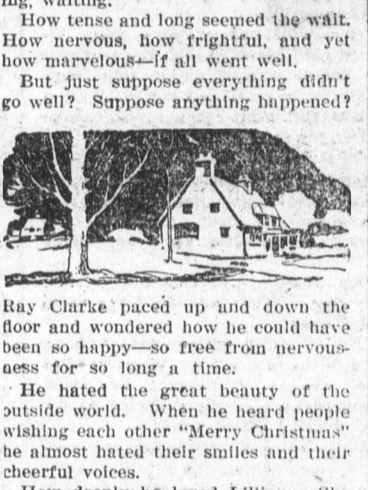 ing, waiting.
How tense and long seemed the wait.
How nervous, how frightful, and yet
how marvelous—if all went well.
But just suppose everything didn't
go well? Suppose anything happened?
Ray Clarke paced up and down the
floor and wondered how he could have
been so happy—so free from nervous-
ness for so long a time.
He hated the great beauty of the
outside world. When he heard people
wishing each other "Merry Christmas"
he almost hated their smiles and their
cheerful voices.